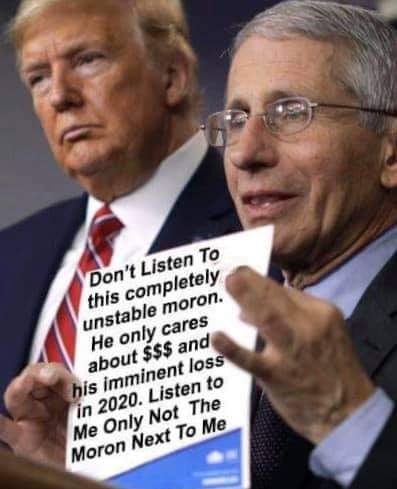 Don't Listen To
this completely
unstable moron.
He only cares
about $$$ and
his imminent loss
in 2020. Listen to
Me Only Not The
Moron Next To Me